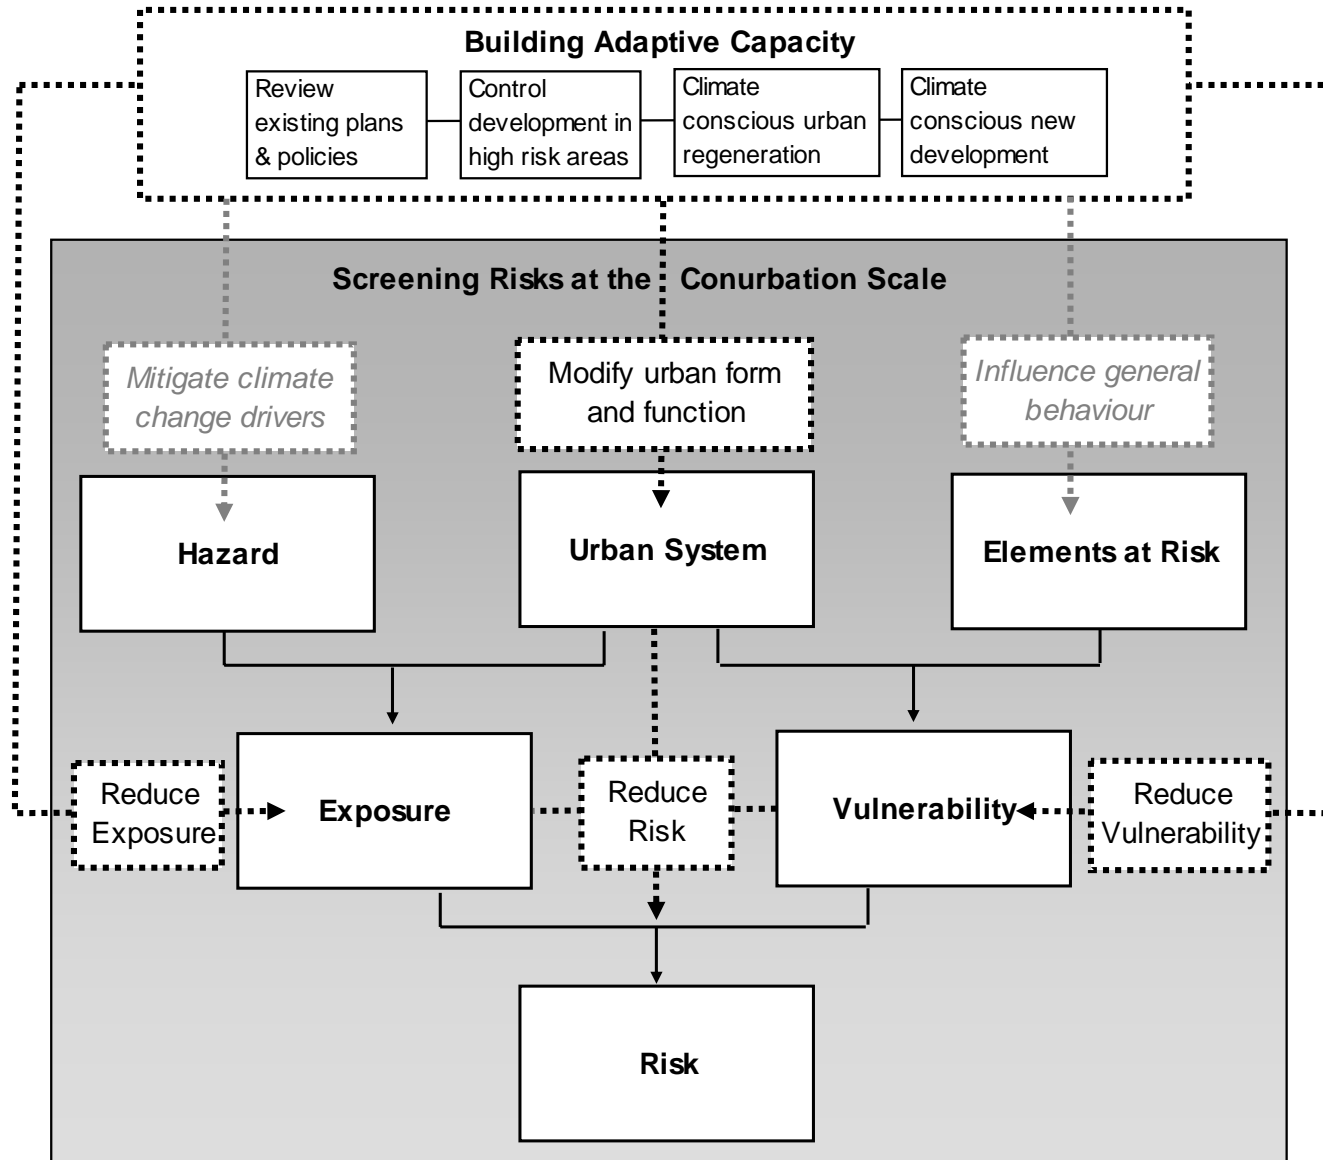 Building Adaptive Capacity
Review
existing plans
& policies
Control
development in
high risk areas
Climate
conscious urban
regeneration
Climate
conscious new
development
Screening Risks at the Conurbation Scale
Mitigate climate
change drivers
Modify urban form
and function
Influence general
behaviour
Hazard
Urban System
Elements at Risk
Reduce
Exposure
Exposure
Reduce
Risk
Vulnerability
Reduce
Vulnerability
Risk